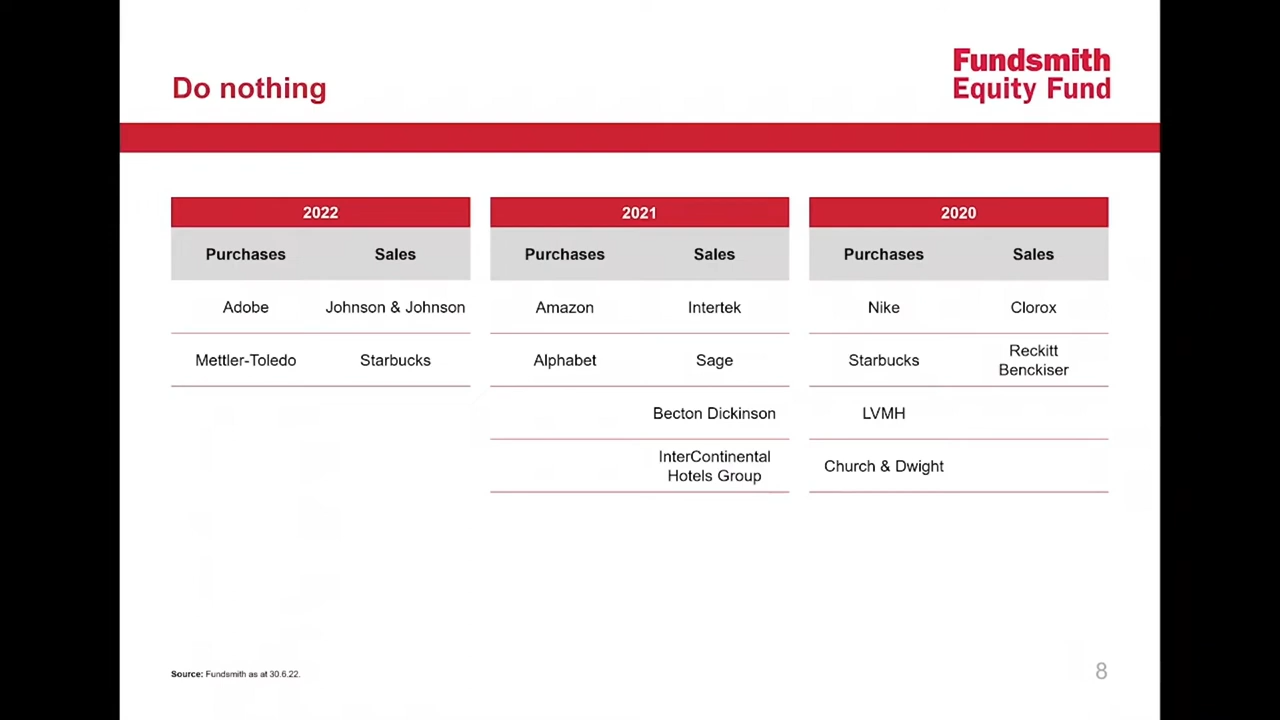 Do nothing
Fundsmith
Equity Fund
2022
Purchases Sales
Adobe Johnson & Johnson
Mettler-Toledo Starbucks
2021
Purchases Sales
Amazon Intertek
Alphabet Sage
Becton Dickinson
InterContinental
Hotels Group
2020
Purchases Sales
Nike Clorox
Starbucks Reckitt
Benckiser
LVMH
Church & Dwight
Source: Fundsmith as at 30.6.22.
8